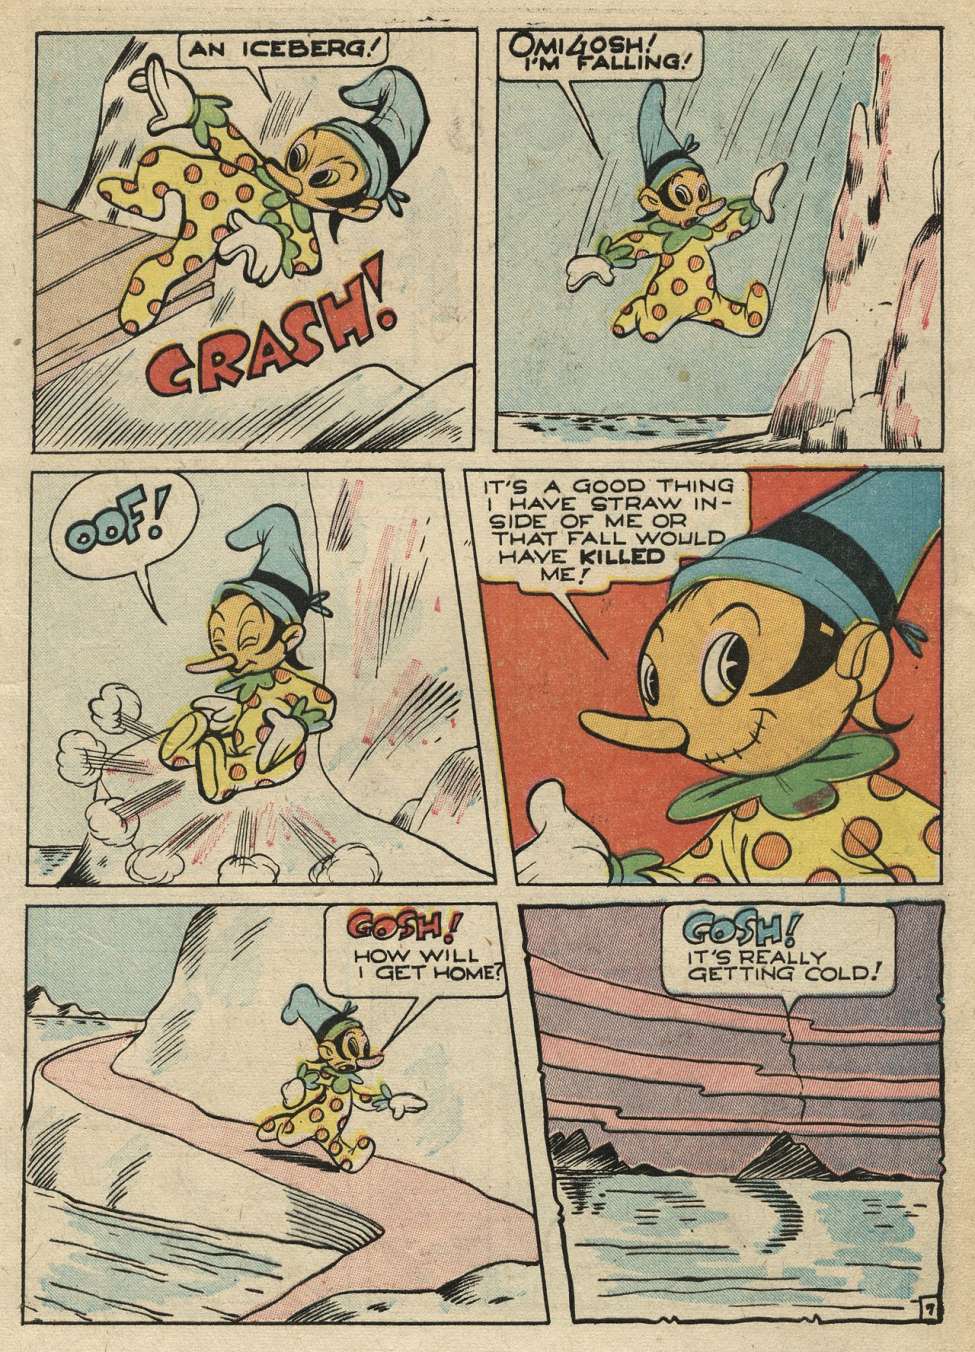 AN ICEBERG!
CRASH!
OMIGOSH!
I'M FALLING!
OOF!
IT'S A GOOD THING
I HAVE STRAW IN-
SIDE OF ME OR
THAT FALL WOULD
HAVE KILLED
ME!
GOSH!
HOW WILL
I GET HOME?
GOSH!
IT'S REALLY
GETTING COLD!
7